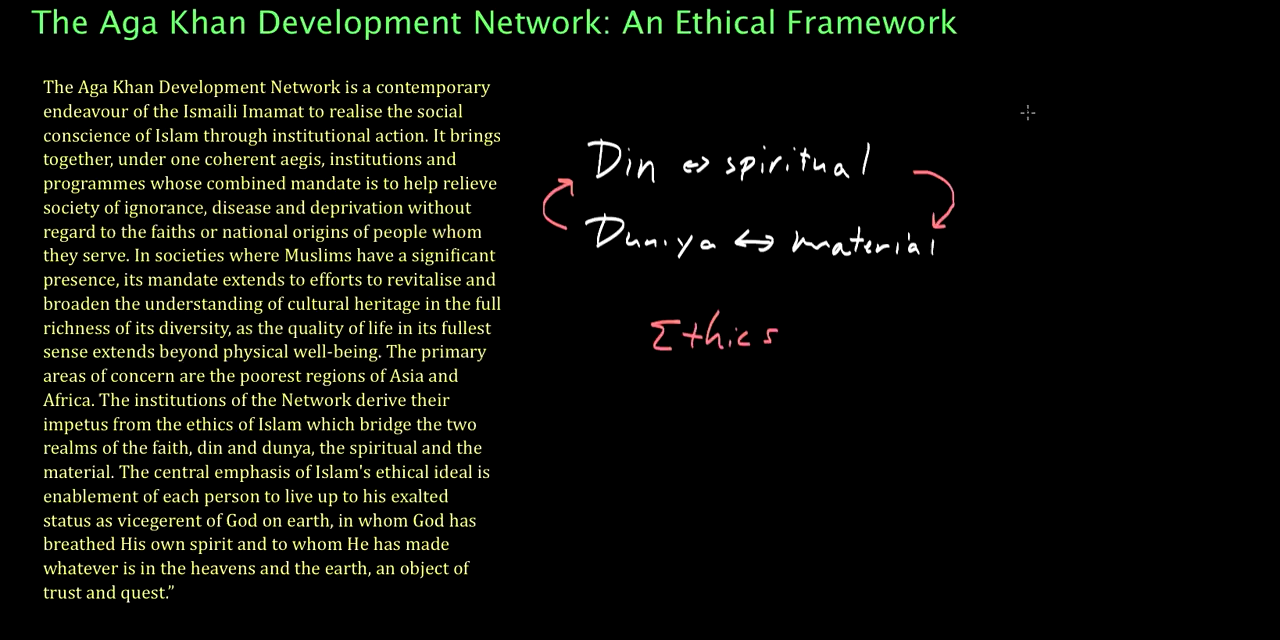 The Aga Khan Development Network: An Ethical Framework
The Aga Khan Development Network is a contemporary
endeavour of the Ismaili Imamat to realise the social
conscience of Islam through institutional action. It brings
together, under one coherent aegis, institutions and
programmes whose combined mandate is to help relieve
society of ignorance, disease and deprivation without
regard to the faiths or national origins of people whom
they serve. In societies where Muslims have a significant
presence, its mandate extends to efforts to revitalise and
broaden the understanding of cultural heritage in the full
richness of its diversity, as the quality of life in its fullest
sense extends beyond physical well-being. The primary
areas of concern are the poorest regions of Asia and
Africa. The institutions of the Network derive their
impetus from the ethics of Islam which bridge the two
realms of the faith, din and dunya, the spiritual and the
material. The central emphasis of Islam's ethical ideal is
enablement of each person to live up to his exalted
status as vicegerent of God on earth, in whom God has
breathed His own spirit and to whom He has made
whatever is in the heavens and the earth, an object of
trust and quest.”
Din ↔ spiritual
Duniya ↔ material
Ethics